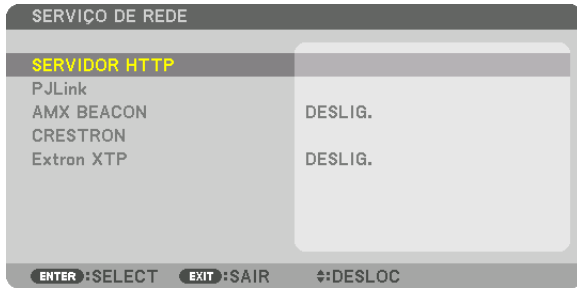 SERVIÇO DE REDE
SERVIDOR HTTP
PJLink
AMX BEACON DESLIG.
CRESTRON
Extron XTP DESLIG.
ENTER :SELECT EXIT :SAIR :DESLOC